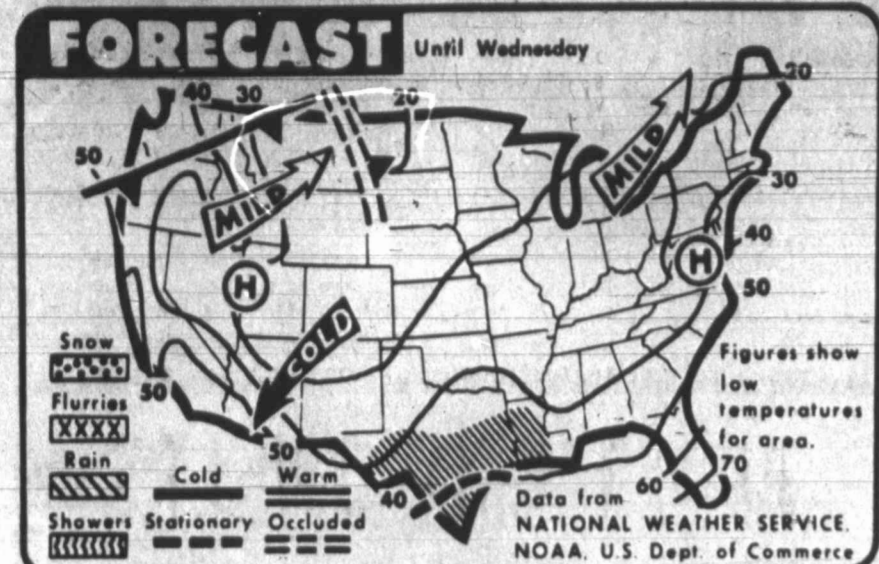 FORECAST
Until Wednesday
40 30
20
20
50
MILD
MILD
30
40
H
H
50
COLD
Snow
Figures show
50
low
Flurries
temperatures
for area.
50
Rain
70
Cold Warm
40
60
Data from
Showers Stationary Occluded
NATIONAL WEATHER SERVICE,
NOAA, U.S. Dept. of Commerce